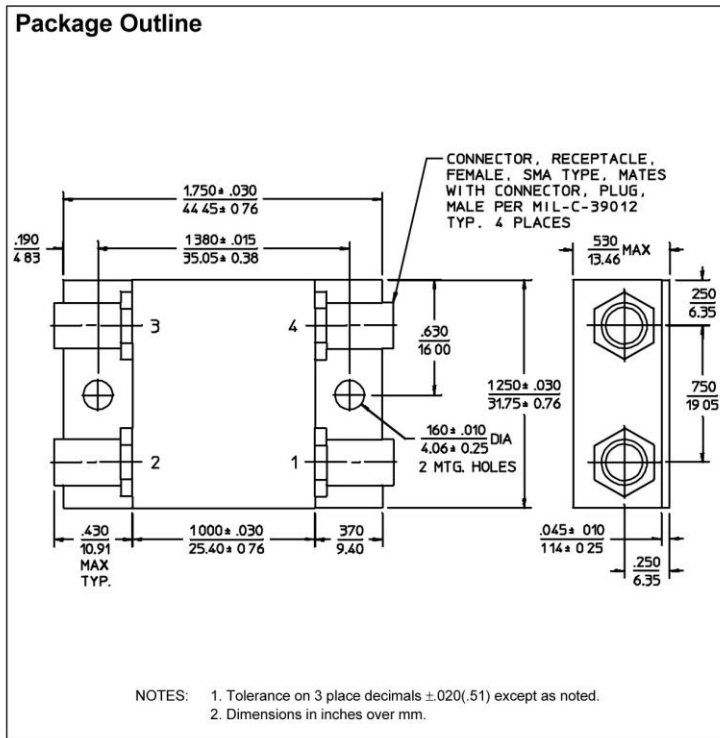 Package Outline
CONNECTOR, RECEPTACLE,
FEMALE, SMA TYPE, MATES
WITH CONNECTOR, PLUG,
MALE PER MIL-C-39012
TYP. 4 PLACES
1.750± .030
44 45± 0 76
.190
4 83
1 380± .015
35.05± 0.38
530 MAX
13.46
.250
6.35
3
4
.630
16 00
1 250± .030
31.75± 0.76
750
19 05
160± .010 DIA
4.06± 0.25
2 MTG. HOLES
2
1
.430
10.91
MAX
TYP.
1 000± .030
25.40± 0 76
370
9.40
.045± 010
1 14± 0 25
.250
6.35
NOTES: 1. Tolerance on 3 place decimals ±.020(.51) except as noted.
2. Dimensions in inches over mm.